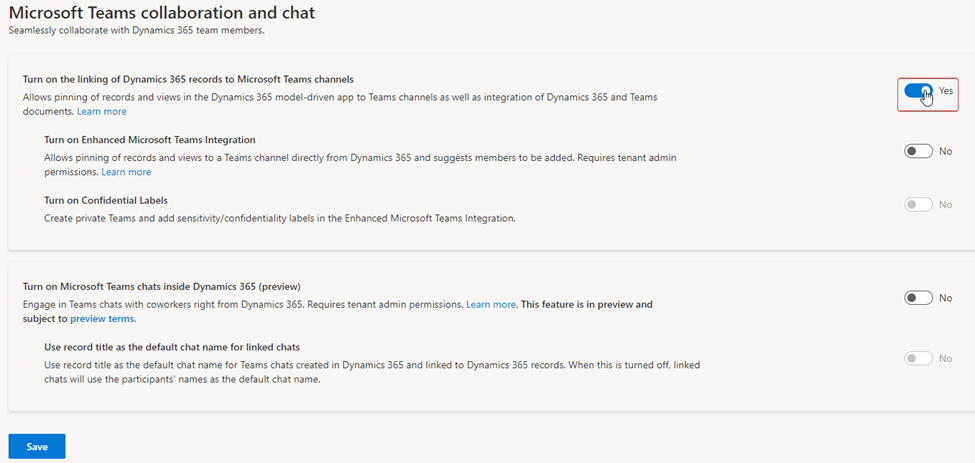 Microsoft Teams collaboration and chat
Seamlessly collaborate with Dynamics 365 team members.
Turn on the linking of Dynamics 365 records to Microsoft Teams channels
Allows pinning of records and views in the Dynamics 365 model-driven app to Teams channels as well as integration of Dynamics 365 and Teams
documents. Learn more
Yes
Turn on Enhanced Microsoft Teams Integration
Allows pinning of records and views to a Teams channel directly from Dynamics 365 and suggests members to be added. Requires tenant admin
permissions. Learn more
No
Turn on Confidential Labels
Create private Teams and add sensitivity/confidentiality labels in the Enhanced Microsoft Teams Integration.
No
Turn on Microsoft Teams chats inside Dynamics 365 (preview)
Engage in Teams chats with coworkers right from Dynamics 365. Requires tenant admin permissions. Learn more. This feature is in preview and
subject to preview terms.
No
Use record title as the default chat name for linked chats
Use record title as the default chat name for Teams chats created in Dynamics 365 and linked to Dynamics 365 records. When this is turned off, linked
chats will use the participants' names as the default chat name.
No
Save